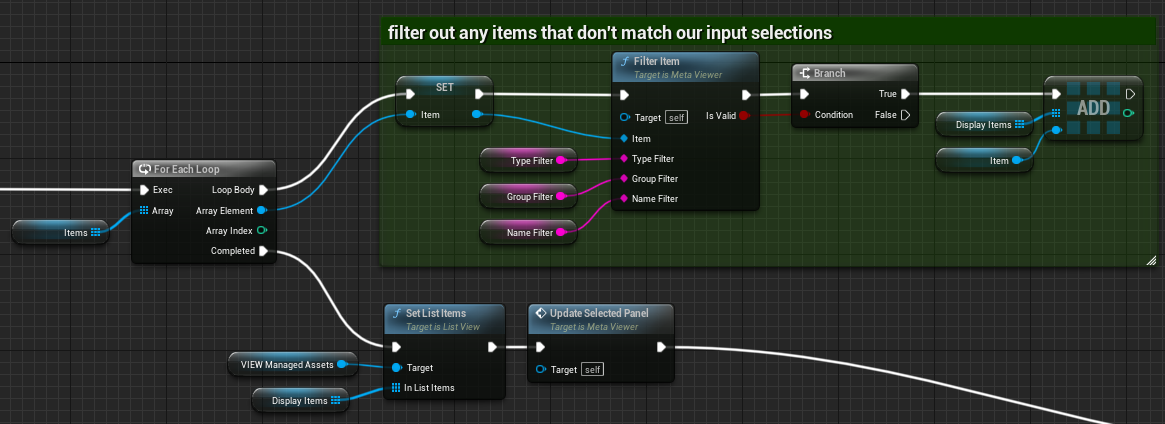 filter out any items that don't match our input selections
SET
Item
Filter Item
Target is Meta Viewer
Target self
Is Valid
Item
Type Filter
Group Filter
Name Filter
Type Filter
Group Filter
Name Filter
Branch
True
Condition
False
Display Items
Item
ADD
For Each Loop
Exec
Loop Body
Array
Array Element
Array Index
Completed
Items
Set List Items
Target is List View
Target
In List Items
VIEW Managed Assets
Display Items
Update Selected Panel
Target is Meta Viewer
Target self